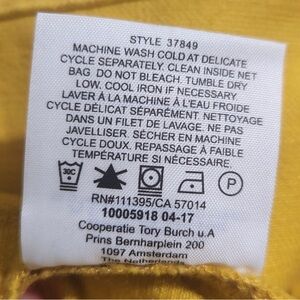 STYLE 37849
MACHINE WASH COLD AT DELICATE
CYCLE SEPARATELY. CLEAN INSIDE NET
BAG DO NOT BLEACH. TUMBLE DRY
LOW. COOL IRON IF NECESSARY
LAVER À LA MACHINE À L'EAU FROIDE
CYCLE DÉLICAT SÉPARÉMENT. NETTOYAGE
DANS UN FILET DE LAVAGE. NE PAS
JAVELLISER. SÉCHER EN MACHINE
CYCLE DOUX. REPASSAGE À FAIBLE
TEMPÉRATURE SI NÉCESSAIRE
30C P
RN#111395/CA 57014
10005918 04-17
Cooperatie Tory Burch u.A
Prins Bernharplein 200
1097 Amsterdam
The Netherlands